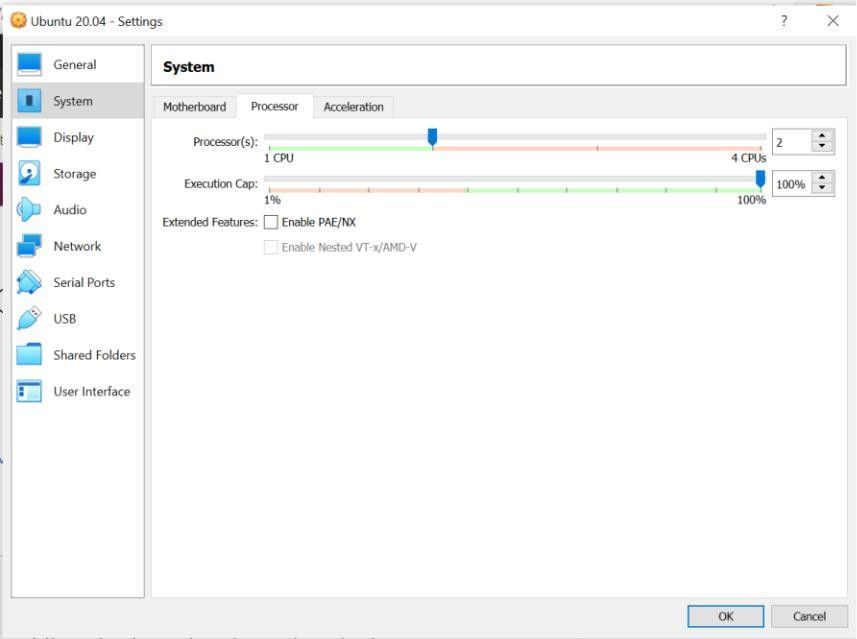 Ubuntu 20.04 - Settings
?
General
System
Display
Storage
Audio
Network
Serial Ports
USB
Shared Folders
User Interface
System
Motherboard Processor Acceleration
Processor(s): 2
1 CPU 4 CPUs
Execution Cap: 100%
1% 100%
Extended Features: Enable PAE/NX
Enable Nested VT-x/AMD-V
OK Cancel